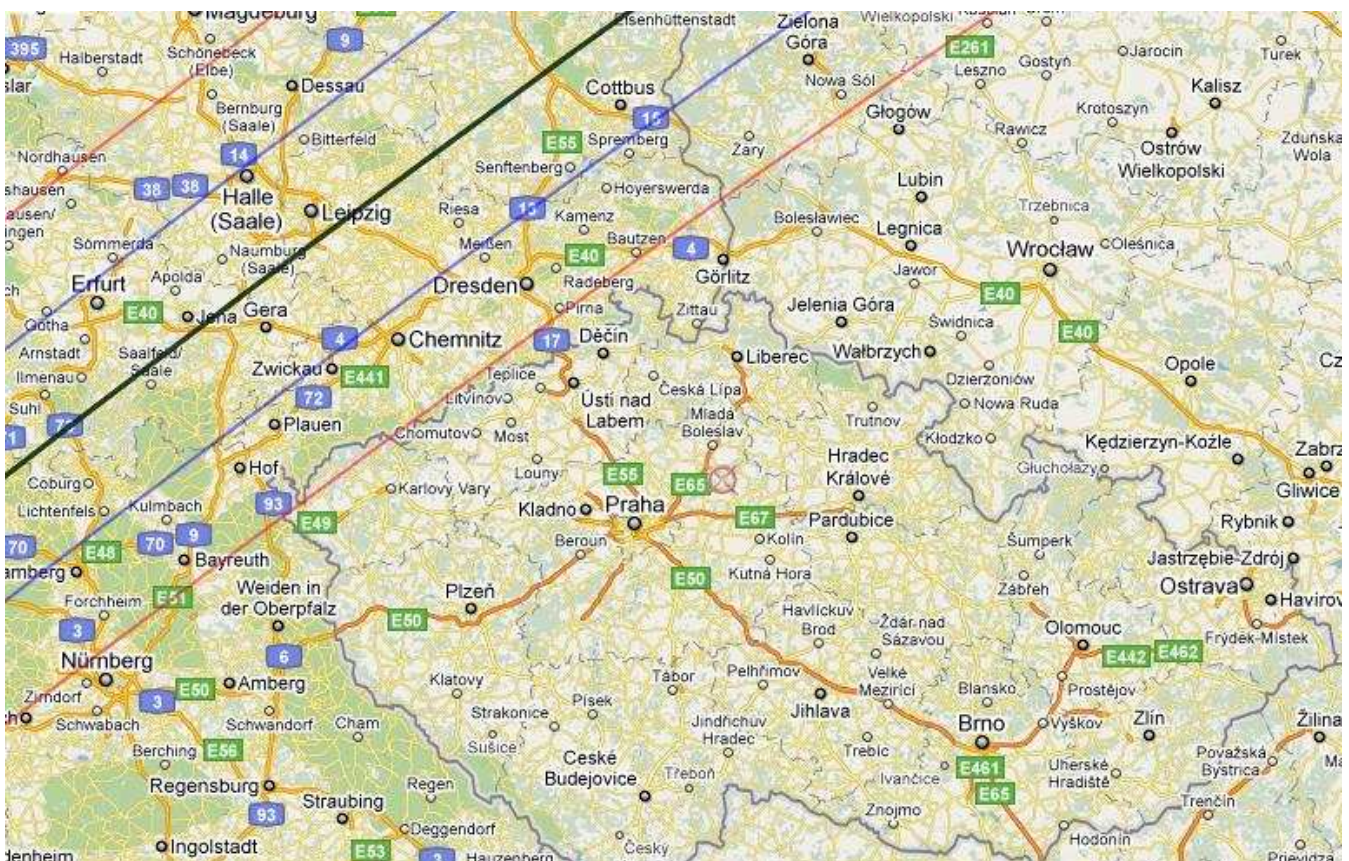 Magdeburg
Eisenhüttenstadt
Zielona
Góra
Wielkopolski
395
Halberstadt
Schönebeck
(Elbe)
9
E261
Jarocin
Turek
Gostyń
Leszno
Dessau
Cottbus
Nowa Sól
Kalisz
Bernburg
(Saale)
Głogów
Krotoszyn
15
Bitterfeld
E55
Spremberg
Żary
Rawicz
Ostrów
Wielkopolski
Zduńska
Wola
Nordhausen
14
Senftenberg
38
38
Halle
(Saale)
Hoyerswerda
Lubin
Leipzig
Riesa
13
Kamenz
Bolesławiec
Trzebnica
Legnica
Sömmerda
Naumburg
(Saale)
Meißen
Bautzen
4
Wrocław
Oleśnica
E40
Görlitz
Erfurt
Apolda
Dresden
Radeberg
Jawor
E40
Jena
Gera
Pirna
Zittau
Jelenia Góra
E40
Gotha
Świdnica
E40
Arnstadt
Saalfeld/
Saale
4
Chemnitz
17
Děčín
Liberec
Wałbrzych
Opole
Ilmenau
Zwickau
E441
Teplice
Česká Lípa
Dzierżoniów
Suhl
72
Litvínov
Ústí nad
Labem
Mladá
Boleslav
Trutnov
Nowa Ruda
Plauen
Chomutov
Most
Kłodzko
Kędzierzyn-Koźle
Hof
Louny
E55
Hradec
Králové
Głuchołazy
Coburg
93
Karlovy Vary
E65
Gliwice
Lichtenfels
Kulmbach
E49
Kladno
Praha
E67
Pardubice
Rybnik
70
70
9
E48
Bayreuth
Beroun
Kolín
Šumperk
Jastrzębie-Zdrój
E51
Weiden in
der Oberpfalz
Plzeň
E50
Kutná Hora
Zábřeh
Ostrava
Forchheim
E50
Havlíckuv
Brod
Žďár nad
Sázavou
Olomouc
3
E442
E462
Frýdek-Místek
Nürnberg
6
Pelhřimov
Velké
Mezirící
E50
Amberg
Klatovy
Tábor
Blansko
Prostějov
Zirndorf
3
Jihlava
Schwabach
Schwandorf
Cham
Strakonice
Písek
Jindřichuv
Hradec
Brno
Vyškov
Zlín
Žilina
E56
Berching
Sušice
Ceské
Budejovice
Trebíc
Považská
Bystrica
Regensburg
Regen
Třeboň
Ivančice
E461
Uherské
Hradiště
93
Straubing
E65
Znojmo
Trenčín
Deggendorf
Ingolstadt
E53
3
Hauzenberg
Český
Hodonín
Prievidza